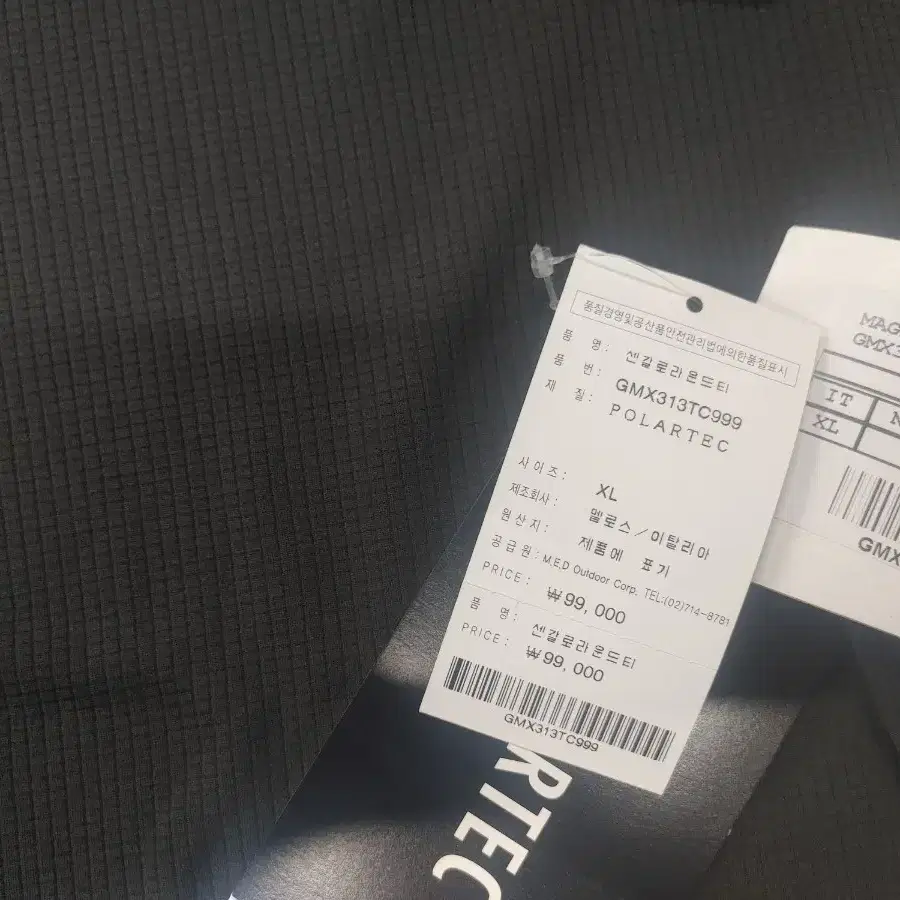 품질경영및공산품안전관리법에의한품질표시
품 명 : 센갈로라운드티
품 번 : GMX313TC999
재 질 : POLARTEC
사이즈 : XL
제조회사 : 멜로스/이탈리아
원산지 : 제품에 표기
공급원 : M.E.D Outdoor Corp. TEL:(02)714-8781
PRICE : ₩99,000
품 명 : 센갈로라운드티
PRICE : ₩99,000
GMX313TC999
MAG
GMX3
IT
XL
GMX
RTEC